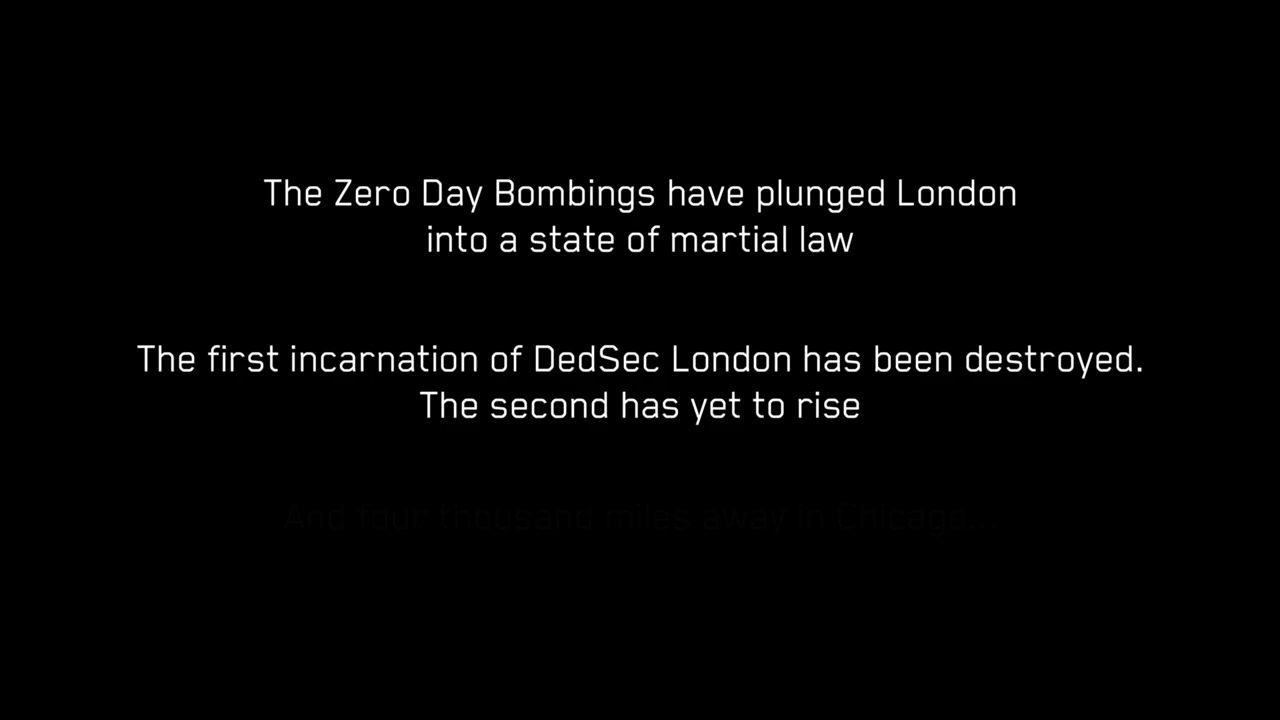 The Zero Day Bombings have plunged London
into a state of martial law
The first incarnation of DedSec London has been destroyed.
The second has yet to rise
And four thousand miles away in Chicago..